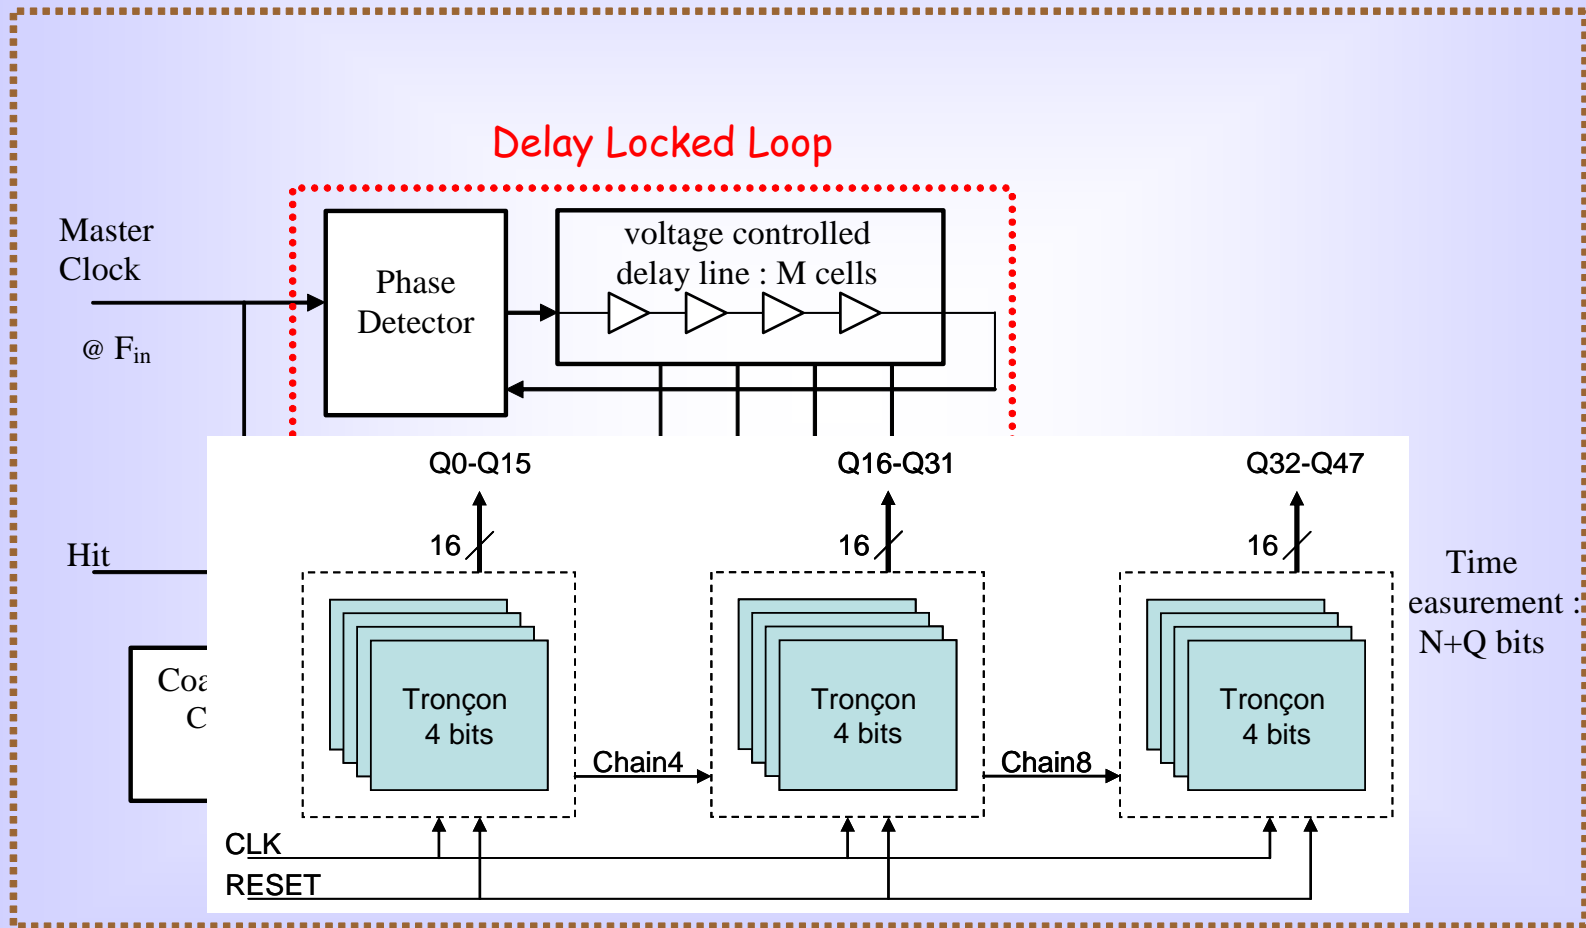 Delay Locked Loop
Master
Clock
@ Fin
Phase
Detector
voltage controlled
delay line : M cells
Q0-Q15
Q16-Q31
Q32-Q47
16
16
16
Hit
Time
easurement :
N+Q bits
Coa
C
Tronçon
4 bits
Tronçon
4 bits
Tronçon
4 bits
Chain4
Chain8
CLK
RESET